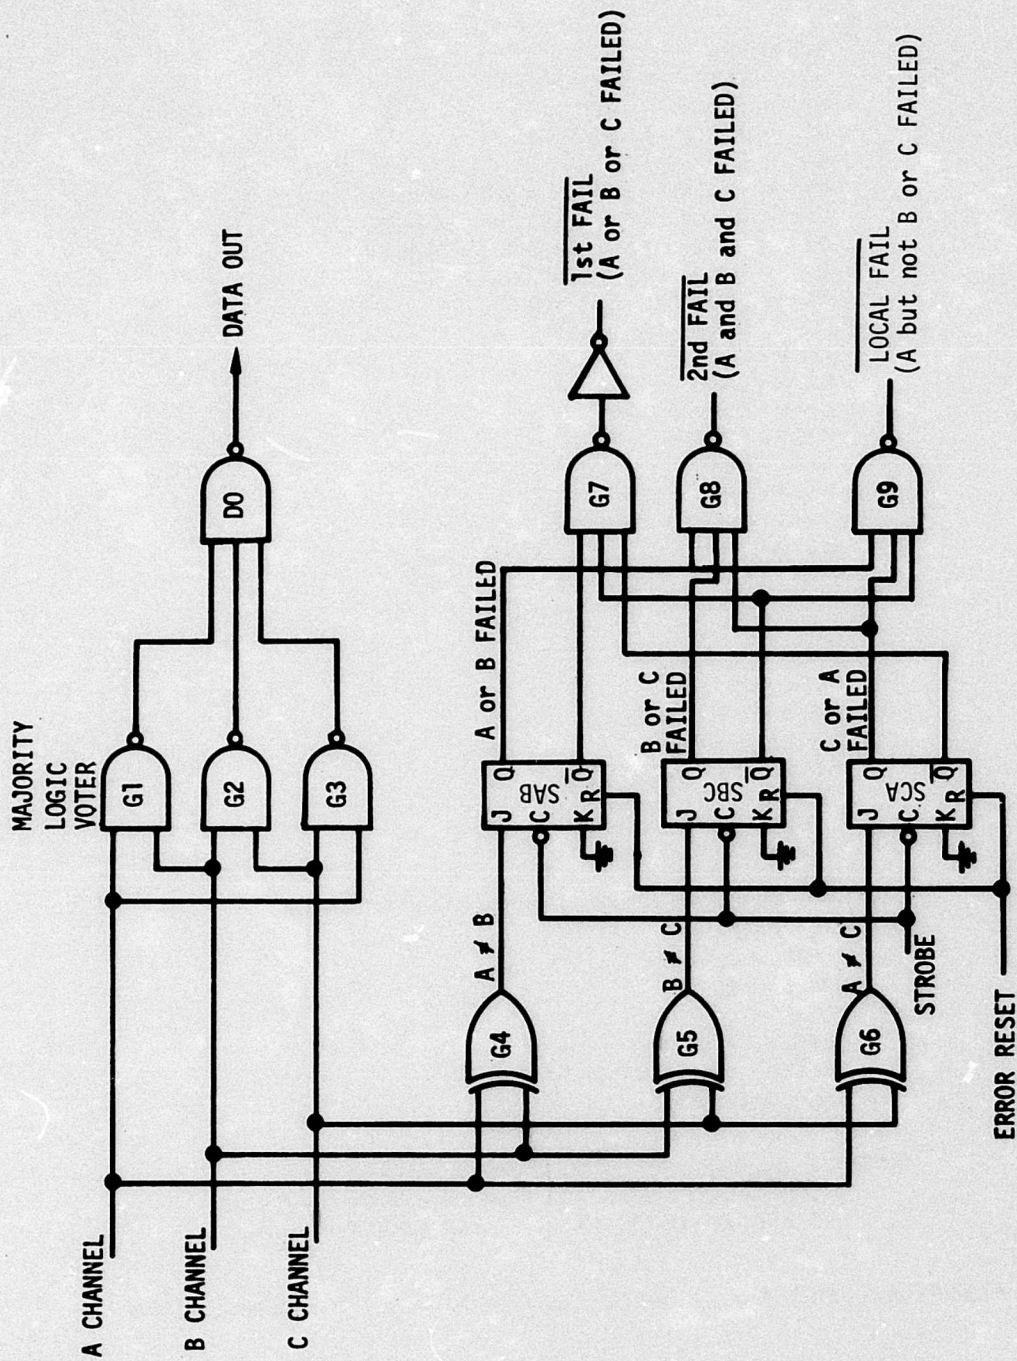 MAJORITY
LOGIC
VOTER
A CHANNEL
B CHANNEL
C CHANNEL
G1
G2
G3
DO
DATA OUT
G4
G5
G6
A ≠ B
B ≠ C
A ≠ C
STROBE
ERROR RESET
J
C
K
SAB
Q
Q̅
R
J
C
K
SBC
Q
Q̅
R
J
C
K
SCA
Q
Q̅
R
A or B FAILED
B or C
FAILED
C or A
FAILED
G7
G8
G9
1st FAIL
(A or B or C FAILED)
2nd FAIL
(A and B and C FAILED)
LOCAL FAIL
(A but not B or C FAILED)